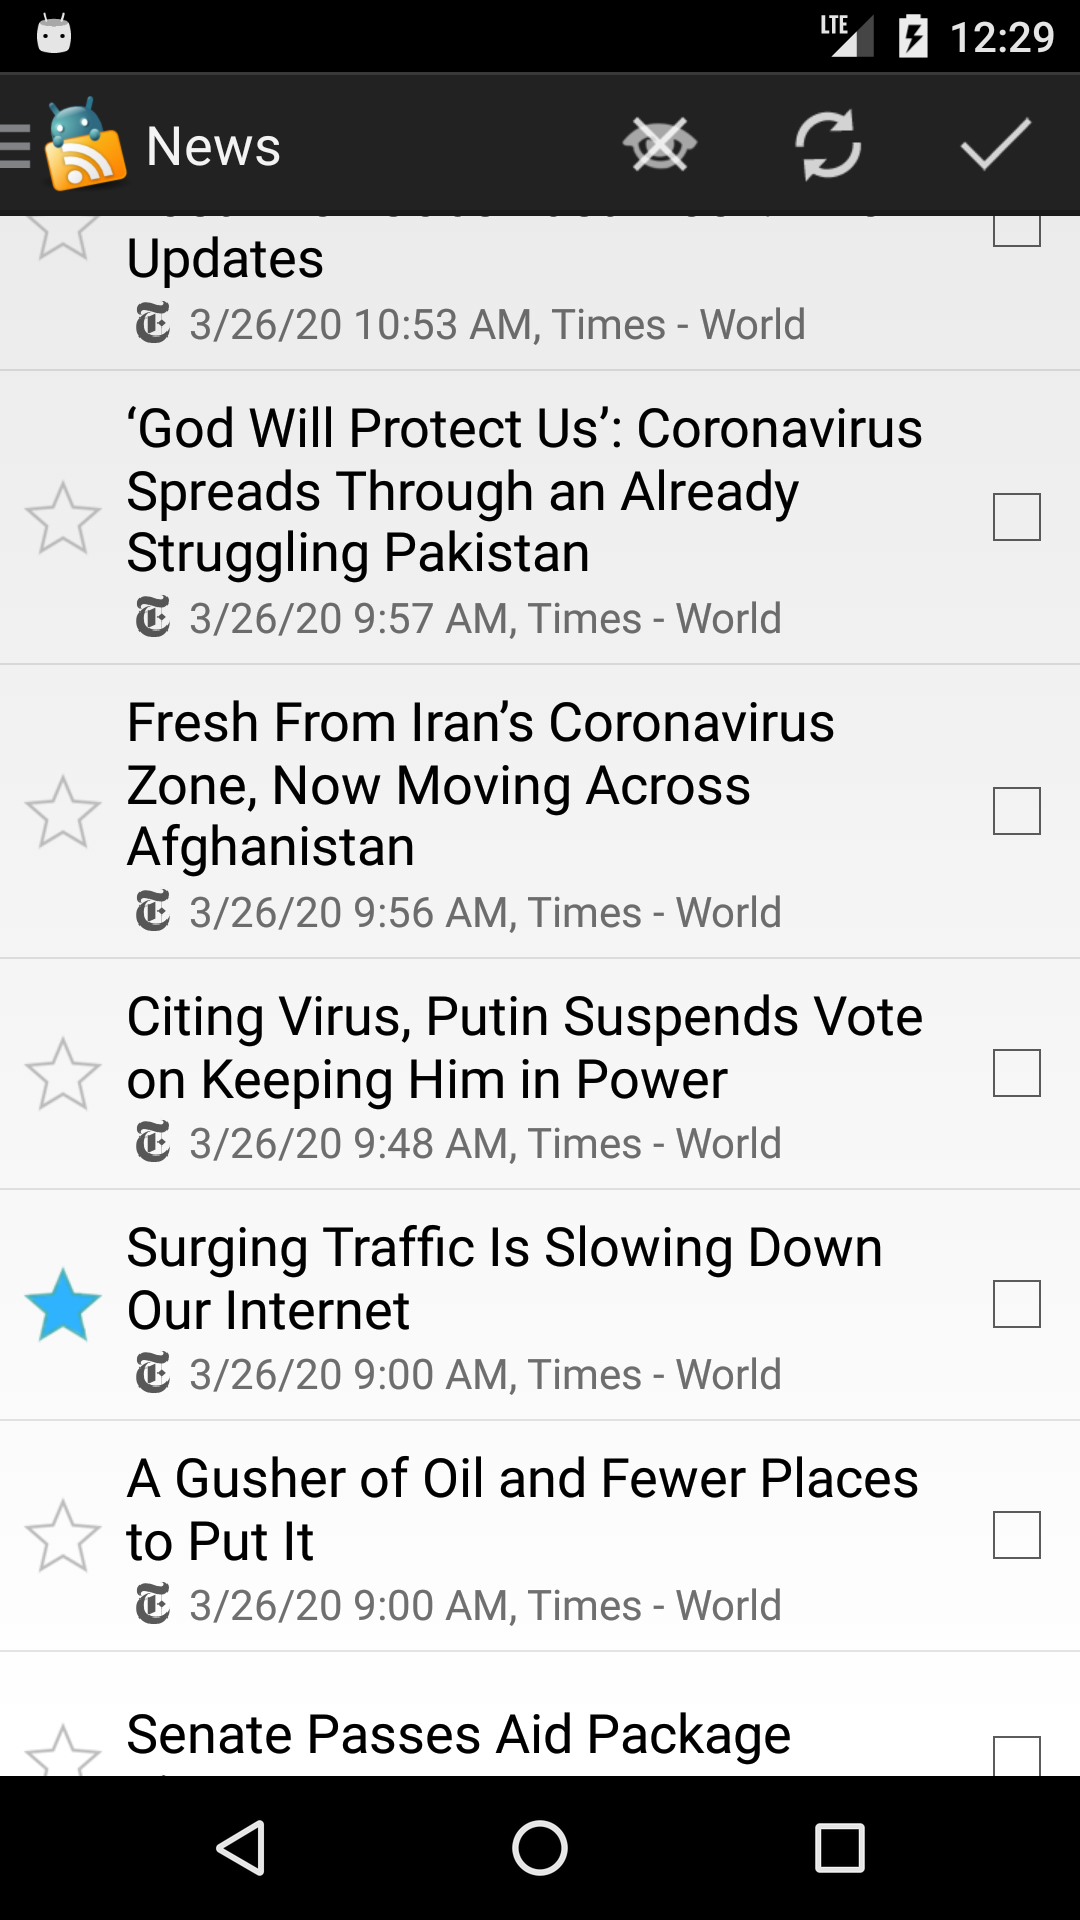 LTE 12:29
News
Updates
3/26/20 10:53 AM, Times - World
‘God Will Protect Us’: Coronavirus
Spreads Through an Already
Struggling Pakistan
3/26/20 9:57 AM, Times - World
Fresh From Iran’s Coronavirus
Zone, Now Moving Across
Afghanistan
3/26/20 9:56 AM, Times - World
Citing Virus, Putin Suspends Vote
on Keeping Him in Power
3/26/20 9:48 AM, Times - World
Surging Traffic Is Slowing Down
Our Internet
3/26/20 9:00 AM, Times - World
A Gusher of Oil and Fewer Places
to Put It
3/26/20 9:00 AM, Times - World
Senate Passes Aid Package